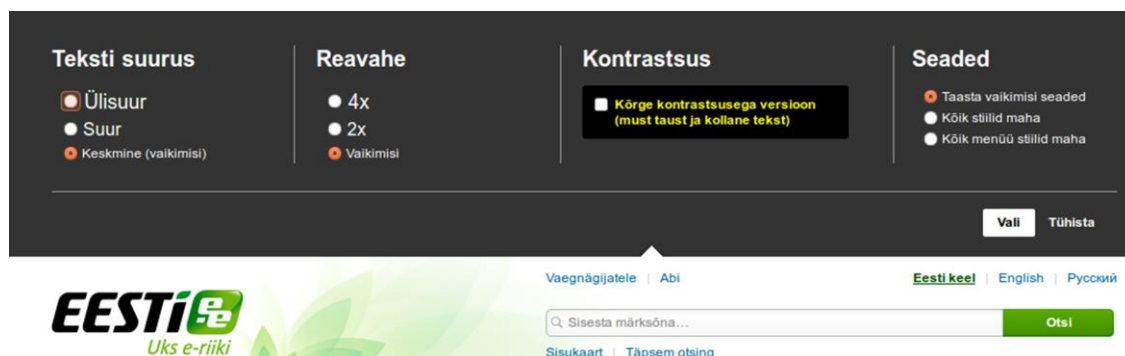 Teksti suurus
Ülisuur
Suur
Keskmine (vaikimisi)
Reavahe
4x
2x
Vaikimisi
Kontrastsus
Kõrge kontrastsusega versioon
(must taust ja kollane tekst)
Seaded
Taasta vaikimisi seaded
Kõik stiilid maha
Kõik menüü stiilid maha
Vali Tühista
Vaegnägijatele | Abi
Eesti keel | English | Русский
EESTi.ee
Uks e-riiki
Sisesta märksõna...
Otsi
Sisukaart | Täpsem otsing